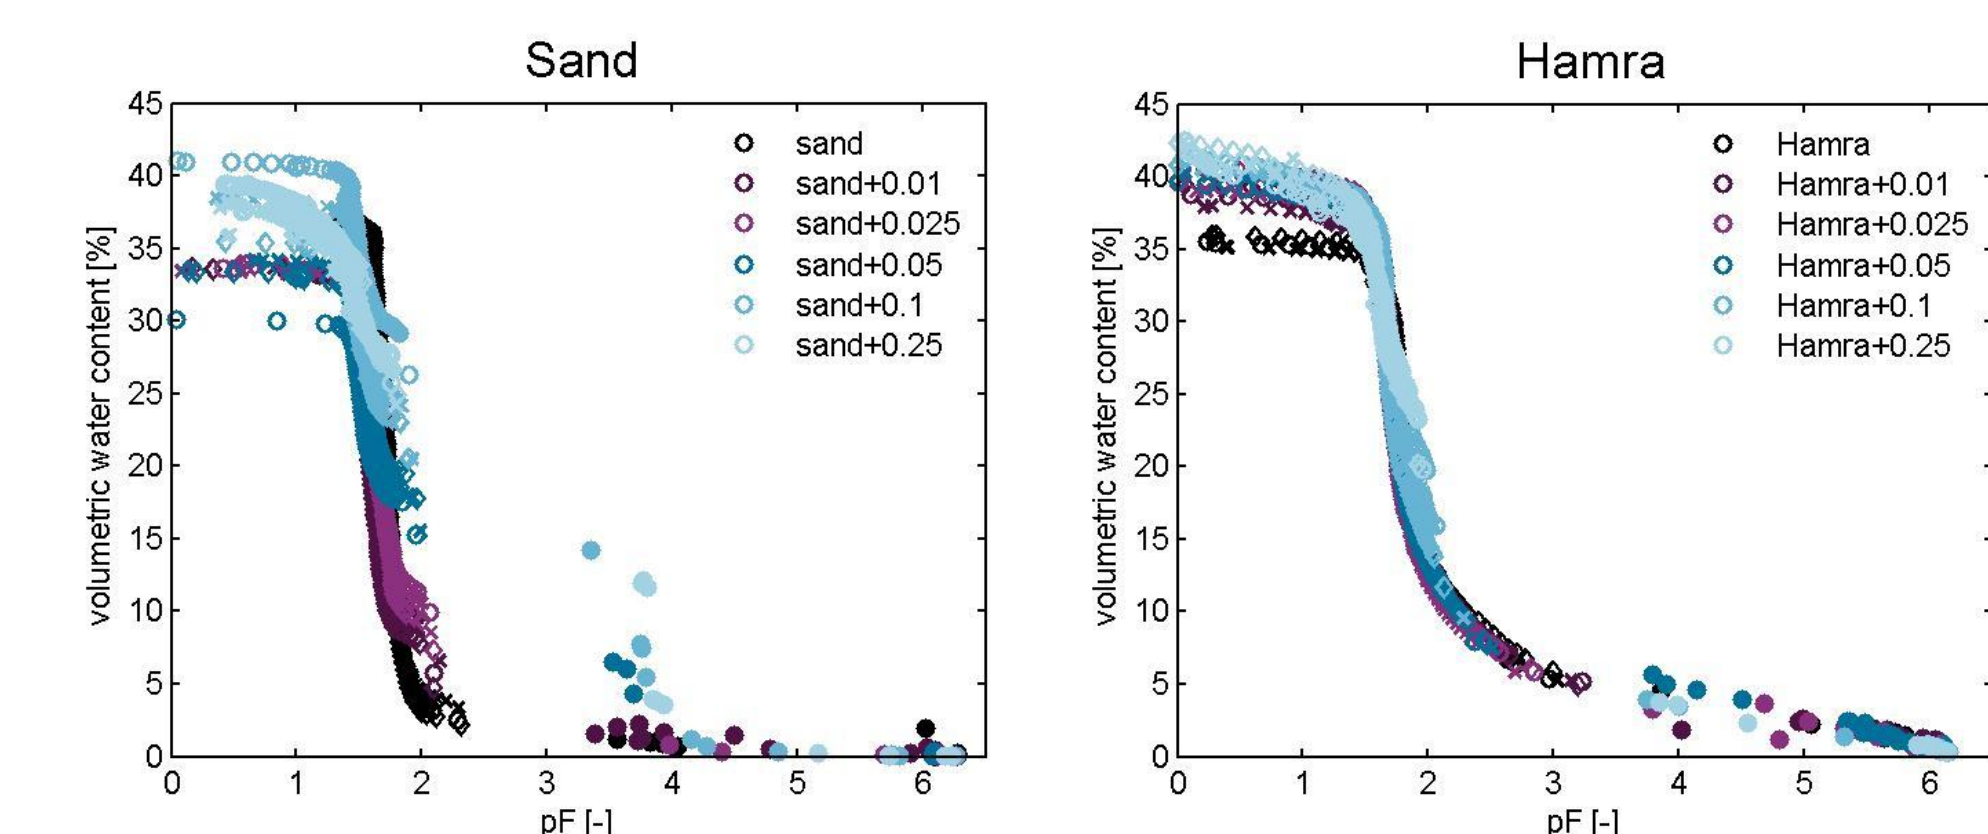 Sand
45
40
35
30
25
20
15
10
5
0
0 1 2 3 4 5 6
volumetric water content [%]
pF [-]
sand
sand+0.01
sand+0.025
sand+0.05
sand+0.1
sand+0.25
Hamra
45
40
35
30
25
20
15
10
5
0
0 1 2 3 4 5 6
volumetric water content [%]
pF [-]
Hamra
Hamra+0.01
Hamra+0.025
Hamra+0.05
Hamra+0.1
Hamra+0.25